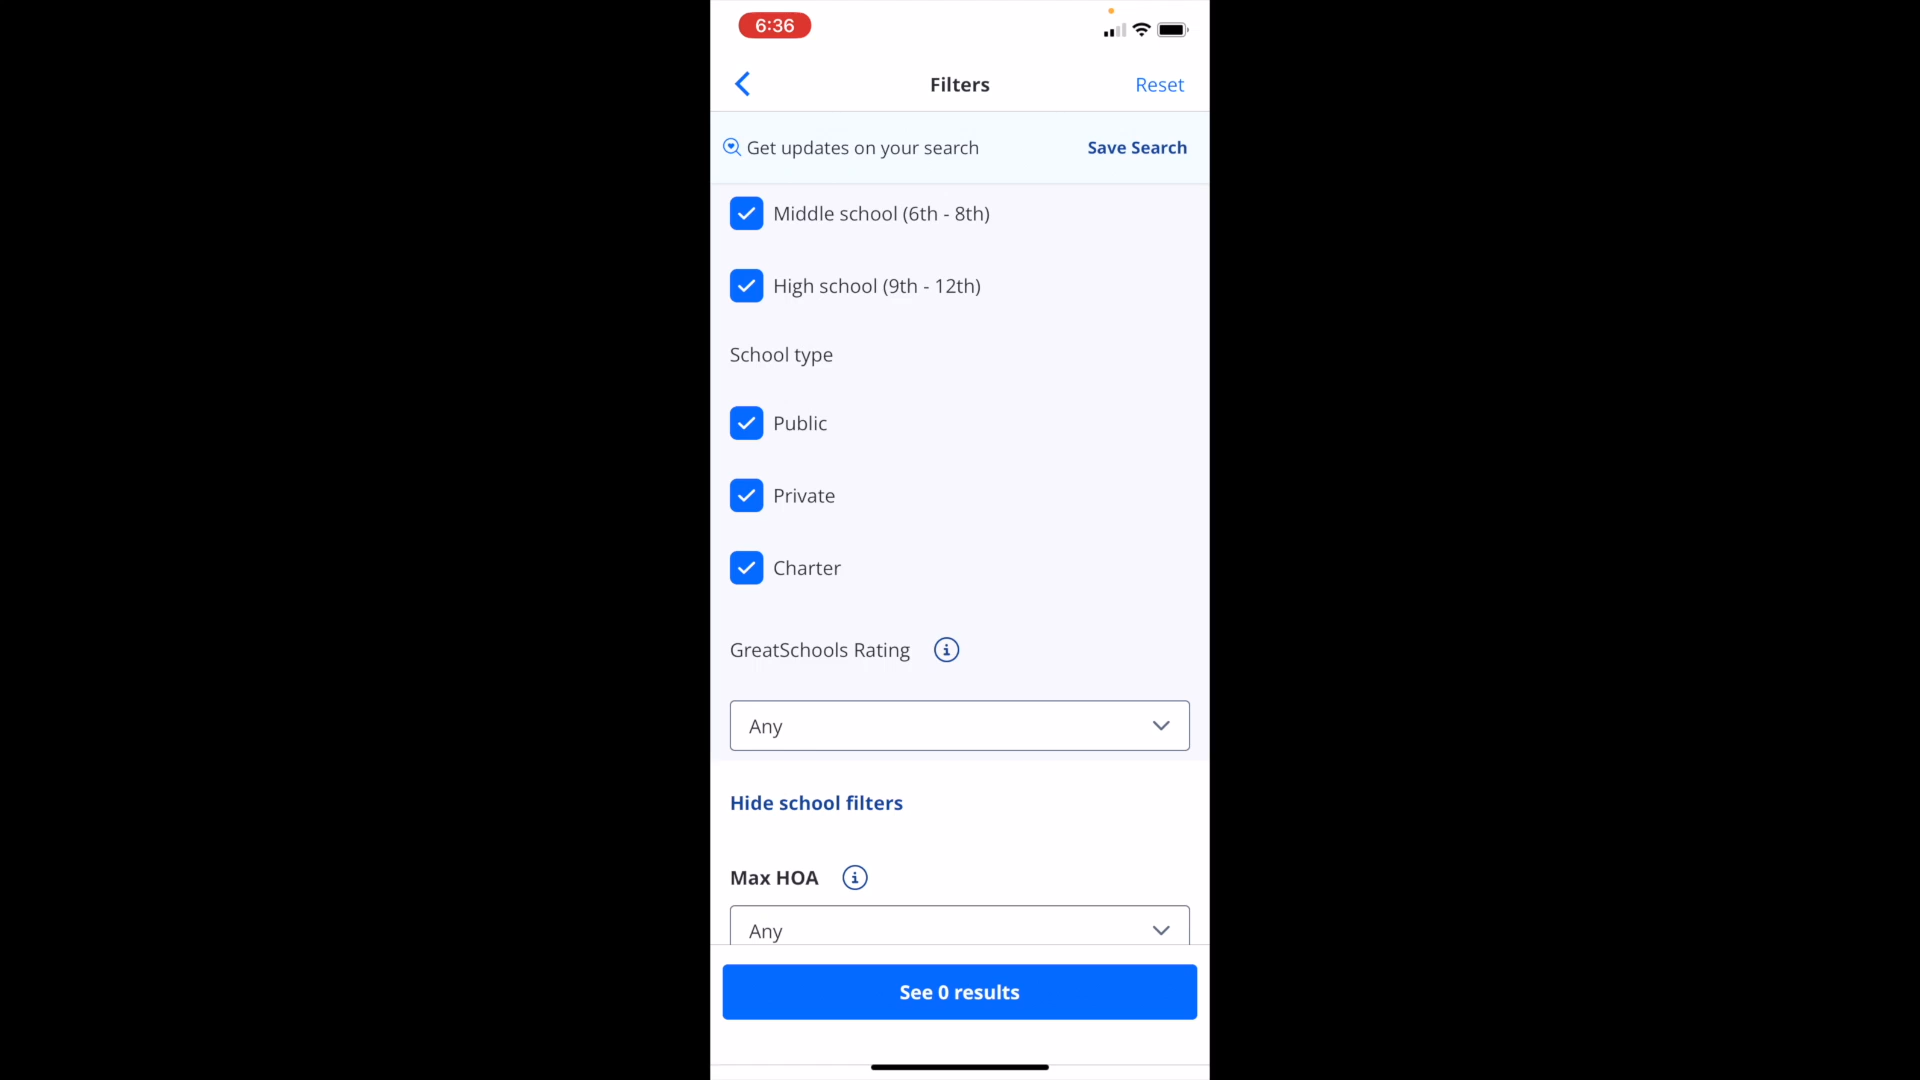 6:36
Filters
Reset
Get updates on your search
Save Search
Middle school (6th - 8th)
High school (9th - 12th)
School type
Public
Private
Charter
GreatSchools Rating
Any
Hide school filters
Max HOA
Any
See 0 results